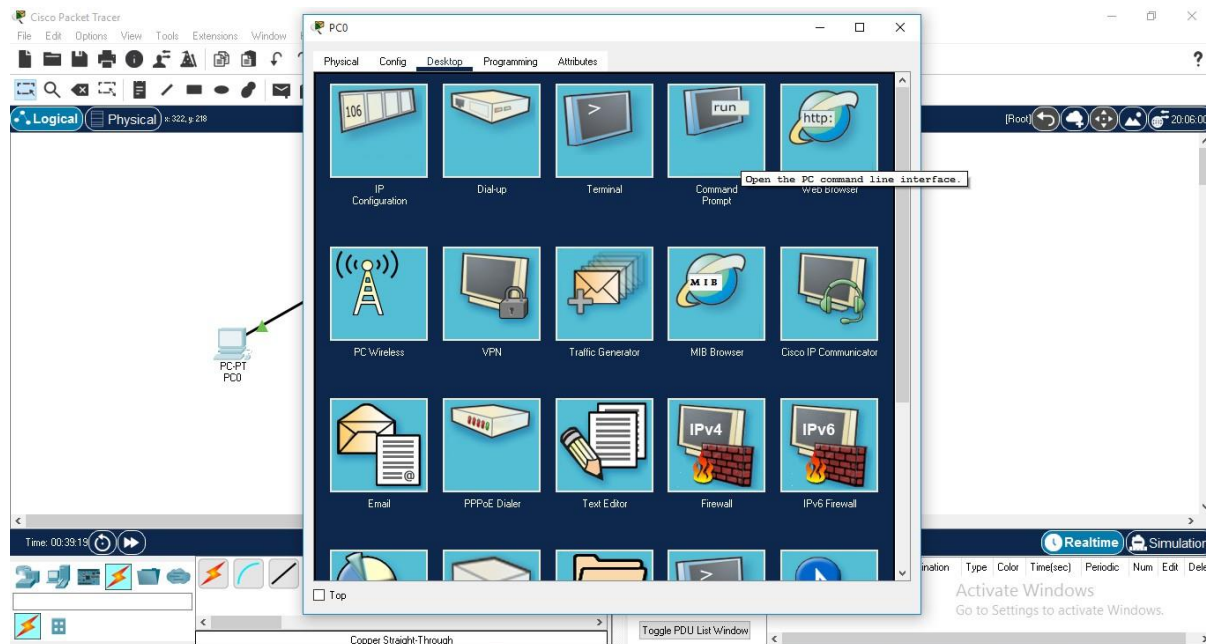 Cisco Packet Tracer
File Edit Options View Tools Extensions Window
PC0
Physical Config Desktop Programming Attributes
Logical Physical x: 322, y: 218
[Root] 20:06:00
106
>
run
http:
IP Configuration
Dial-up
Terminal
Command Prompt
Web Browser
Open the PC command line interface.
MIB
PC Wireless
VPN
Traffic Generator
MIB Browser
Cisco IP Communicator
PC-PT
PC0
@
IPv4
IPv6
Email
PPPoE Dialer
Text Editor
Firewall
IPv6 Firewall
>
Time: 00:39:19
Realtime Simulation
Top
ination Type Color Time(sec) Periodic Num Edit Dele
Activate Windows
Go to Settings to activate Windows.
Toggle PDU List Window
Copper Straight-Through